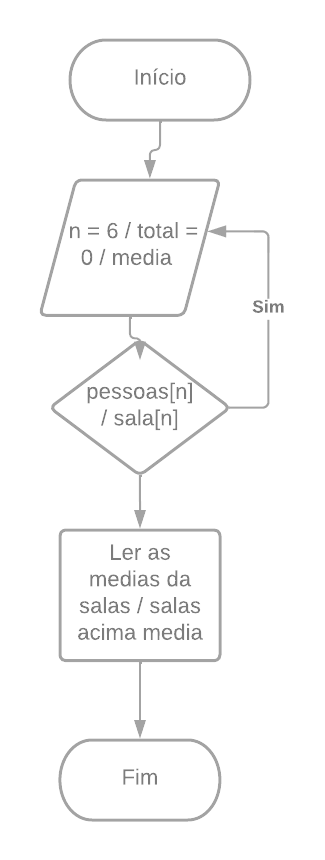 Início
n = 6 / total =
0 / media
Sim
pessoas[n]
/ sala[n]
Ler as
medias da
salas / salas
acima media
Fim